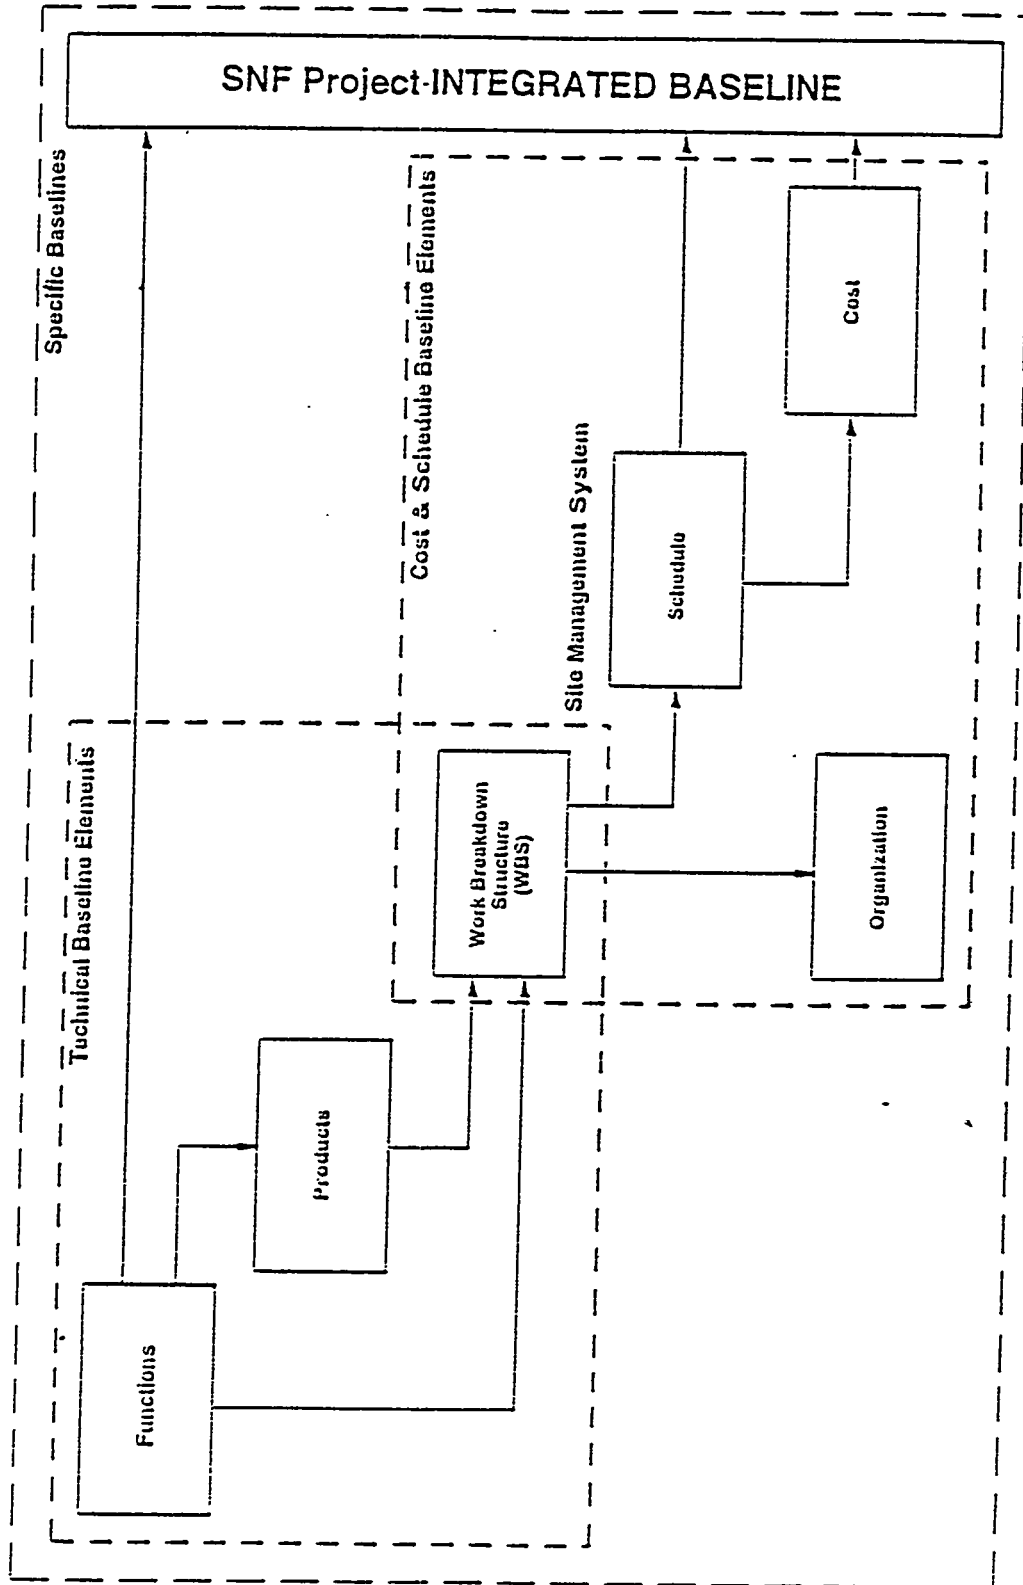 SNF Project-INTEGRATED BASELINE
Specific Baselines
Technical Baseline Elements
Cost & Schedule Baseline Elements
Site Management System
Functions
Products
Work Breakdown
Structure
(WBS)
Schedule
Cost
Organization